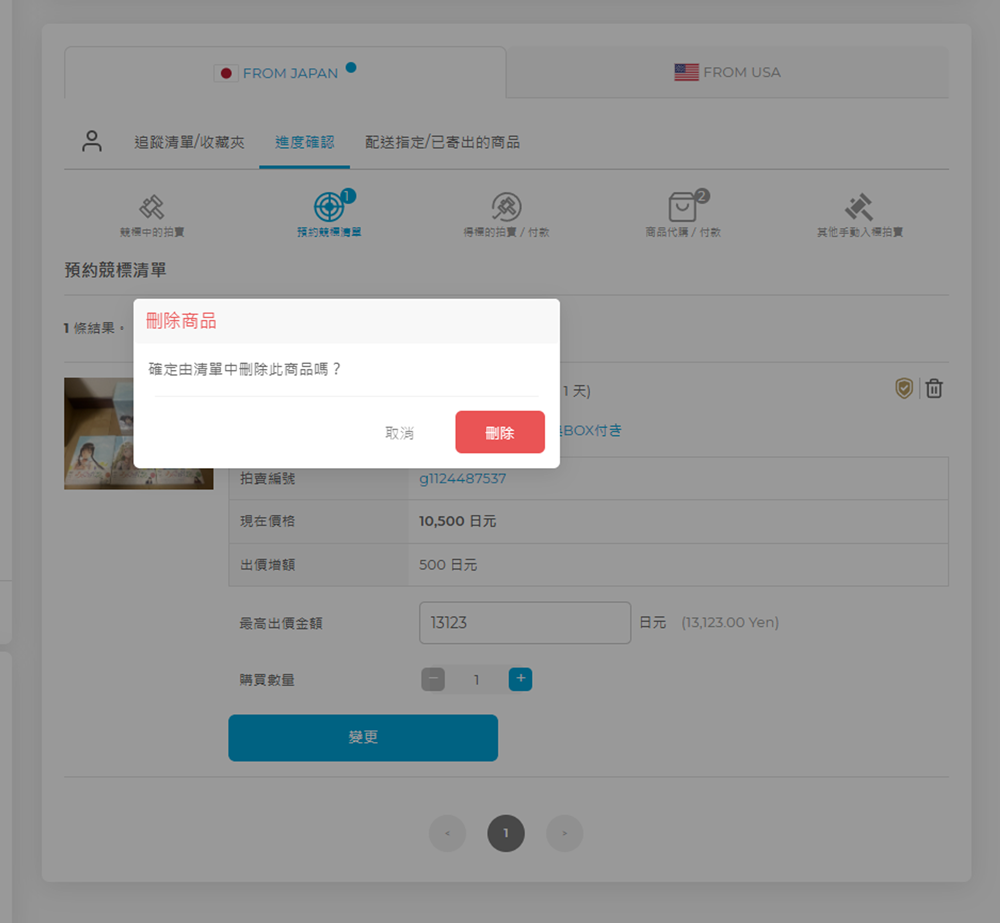 FROM JAPAN
FROM USA
追蹤清單/收藏夾
進度確認
配送指定/已寄出的商品
1
2
競標中的拍賣
預約競標清單
得標的拍賣 / 付款
商品代購 / 付款
其他手動入標拍賣
預約競標清單
1 條結果。
刪除商品
確定由清單中刪除此商品嗎？
取消
刪除
1 天)
BOX付き
拍賣編號
g1124487537
現在價格
10,500 日元
出價增額
500 日元
最高出價金額
13123
日元
(13,123.00 Yen)
購買數量
−
1
+
變更
<
1
>